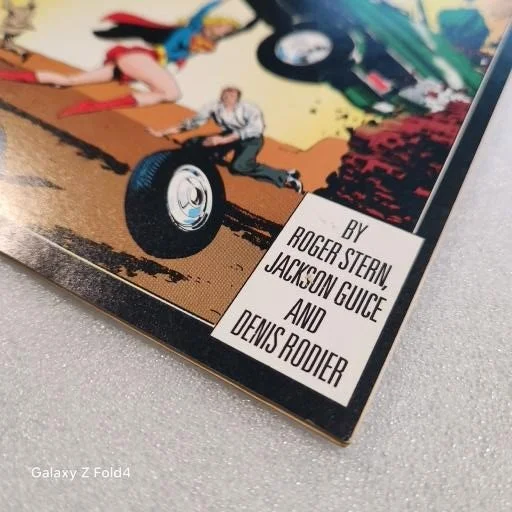 BY
ROGER STERN,
JACKSON GUICE
AND
DENIS RODIER
Galaxy Z Fold4